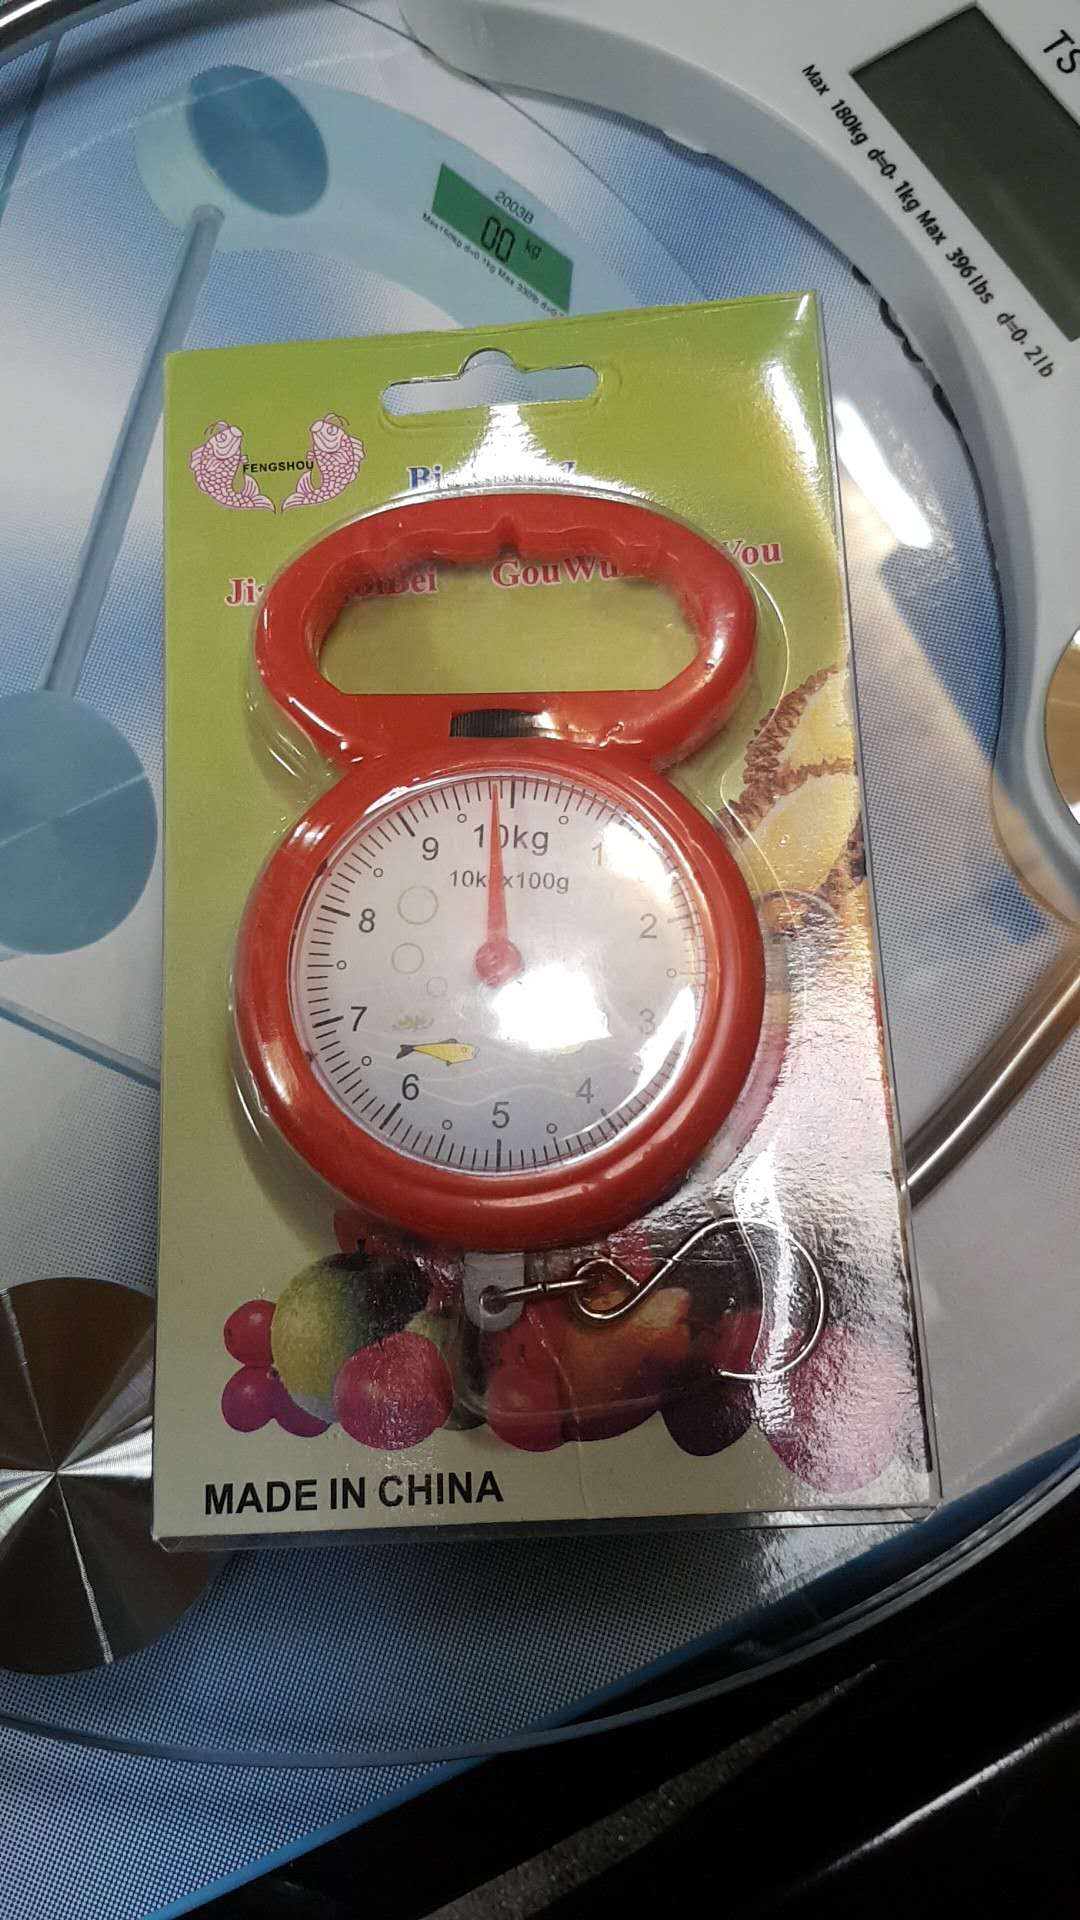 TS
Max 180kg d=0.1kg Max 396lbs d=0.2lb
2003B
00 kg
FENGSHOU
GouWu
You
10kg
10kg x100g
1
2
3
4
5
6
7
8
9
MADE IN CHINA